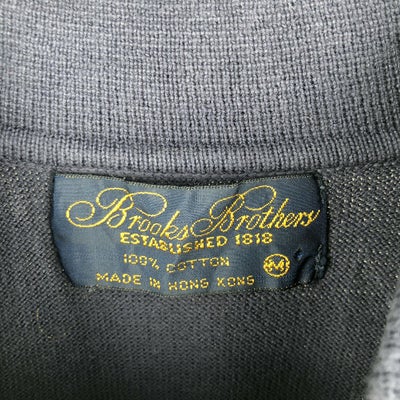 Brooks Brothers
ESTABLISHED 1818
100% COTTON
M
MADE IN HONG KONG